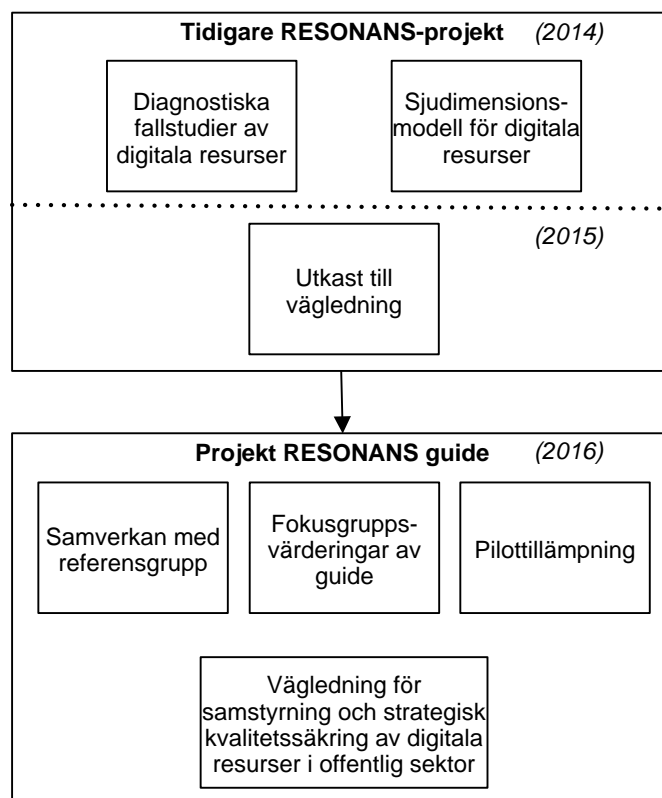 Tidigare RESONANS-projekt (2014)
Diagnostiska
fallstudier av
digitala resurser
Sjudimensions-
modell för digitala
resurser
(2015)
Utkast till
vägledning
Projekt RESONANS guide (2016)
Samverkan med
referensgrupp
Fokusgrupps-
värderingar av
guide
Pilottillämpning
Vägledning för
samstyrning och strategisk
kvalitetssäkring av digitala
resurser i offentlig sektor